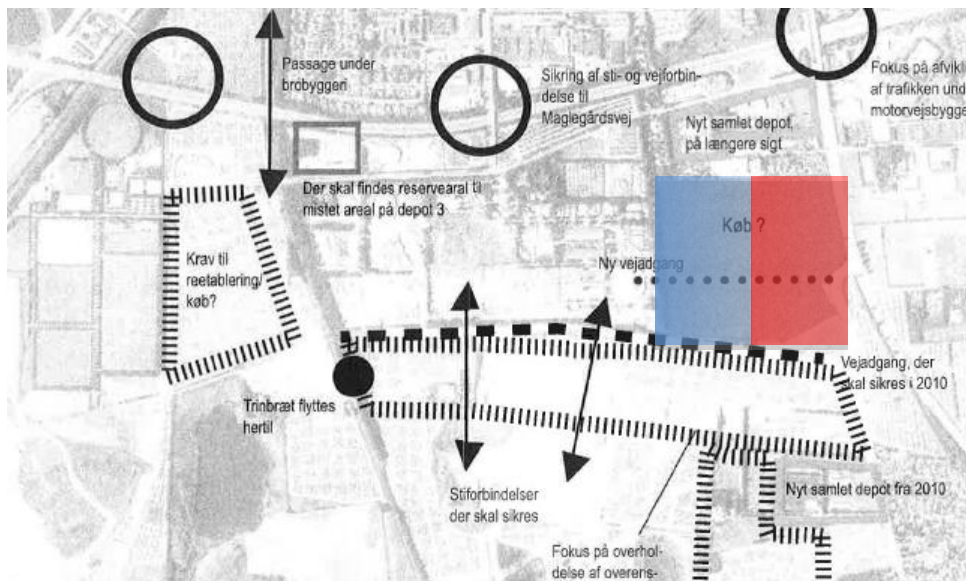 Passage under
brobyggeri
Sikring af sti- og vejforbin-
delse til
Maglegårdsvej
Fokus på afvikli
af trafikken und
motorvejsbygge
Nyt samlet depot,
på længere sigt
Der skal findes reservearal til
mistet areal på depot 3
Køb ?
Krav til
reetablering/
køb?
Ny vejadgang
Vejadgang, der
skal sikres i 2010
Trinbræt flyttes
hertil
Nyt samlet depot fra 2010
Stiforbindelser
der skal sikres
Fokus på overhol-
delse af overens-